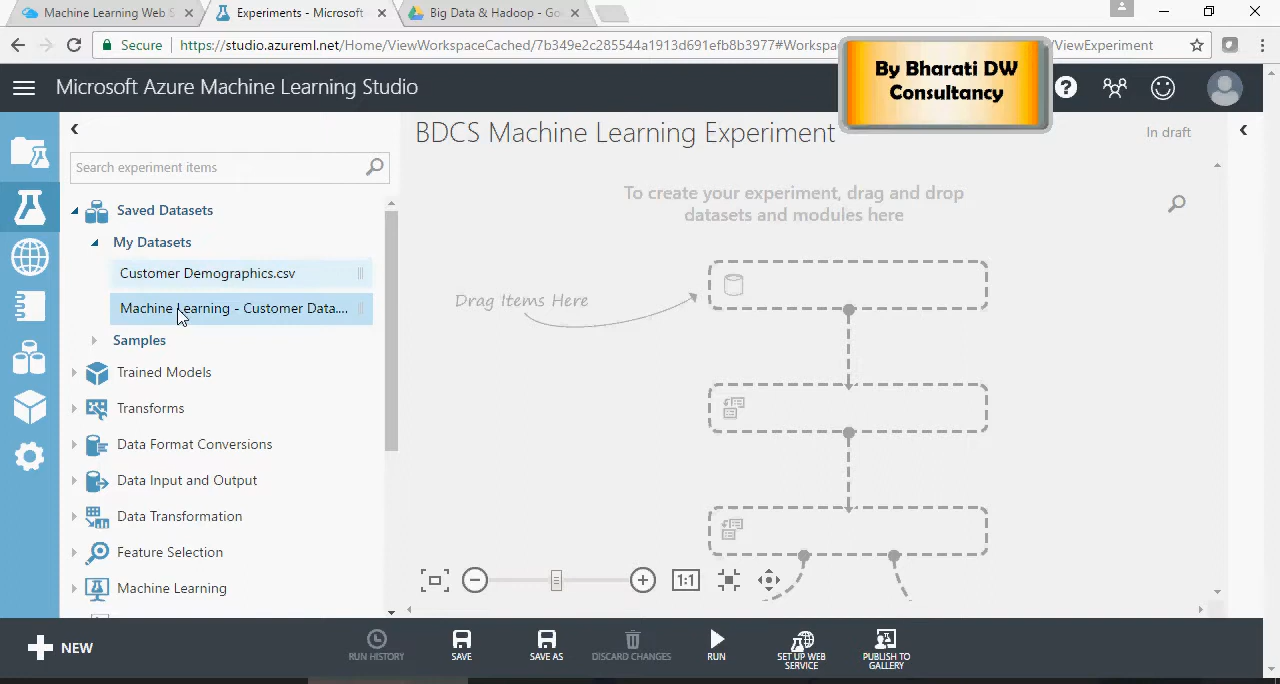 Machine Learning Web S
Experiments - Microsoft
Big Data & Hadoop - Go
Secure
https://studio.azureml.net/Home/ViewWorkspaceCached/7b349e2c285544a1913d691efb8b3977#Workspa
/ViewExperiment
By Bharati DW
Consultancy
Microsoft Azure Machine Learning Studio
BDCS Machine Learning Experiment
In draft
Search experiment items
To create your experiment, drag and drop
datasets and modules here
Saved Datasets
My Datasets
Customer Demographics.csv
Machine Learning - Customer Data....
Drag Items Here
Samples
Trained Models
Transforms
Data Format Conversions
Data Input and Output
Data Transformation
Feature Selection
Machine Learning
1:1
NEW
RUN HISTORY
SAVE
SAVE AS
DISCARD CHANGES
RUN
SET UP WEB
SERVICE
PUBLISH TO
GALLERY